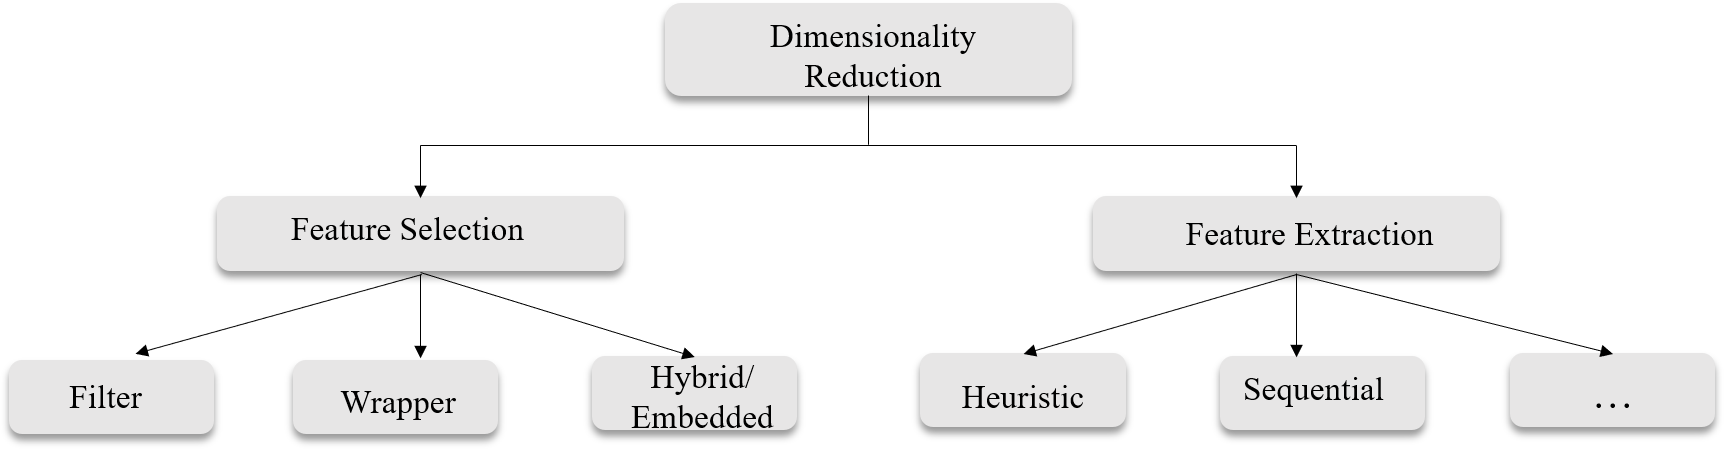 Dimensionality
Reduction
Feature Selection
Feature Extraction
Filter
Wrapper
Hybrid/
Embedded
Heuristic
Sequential
…